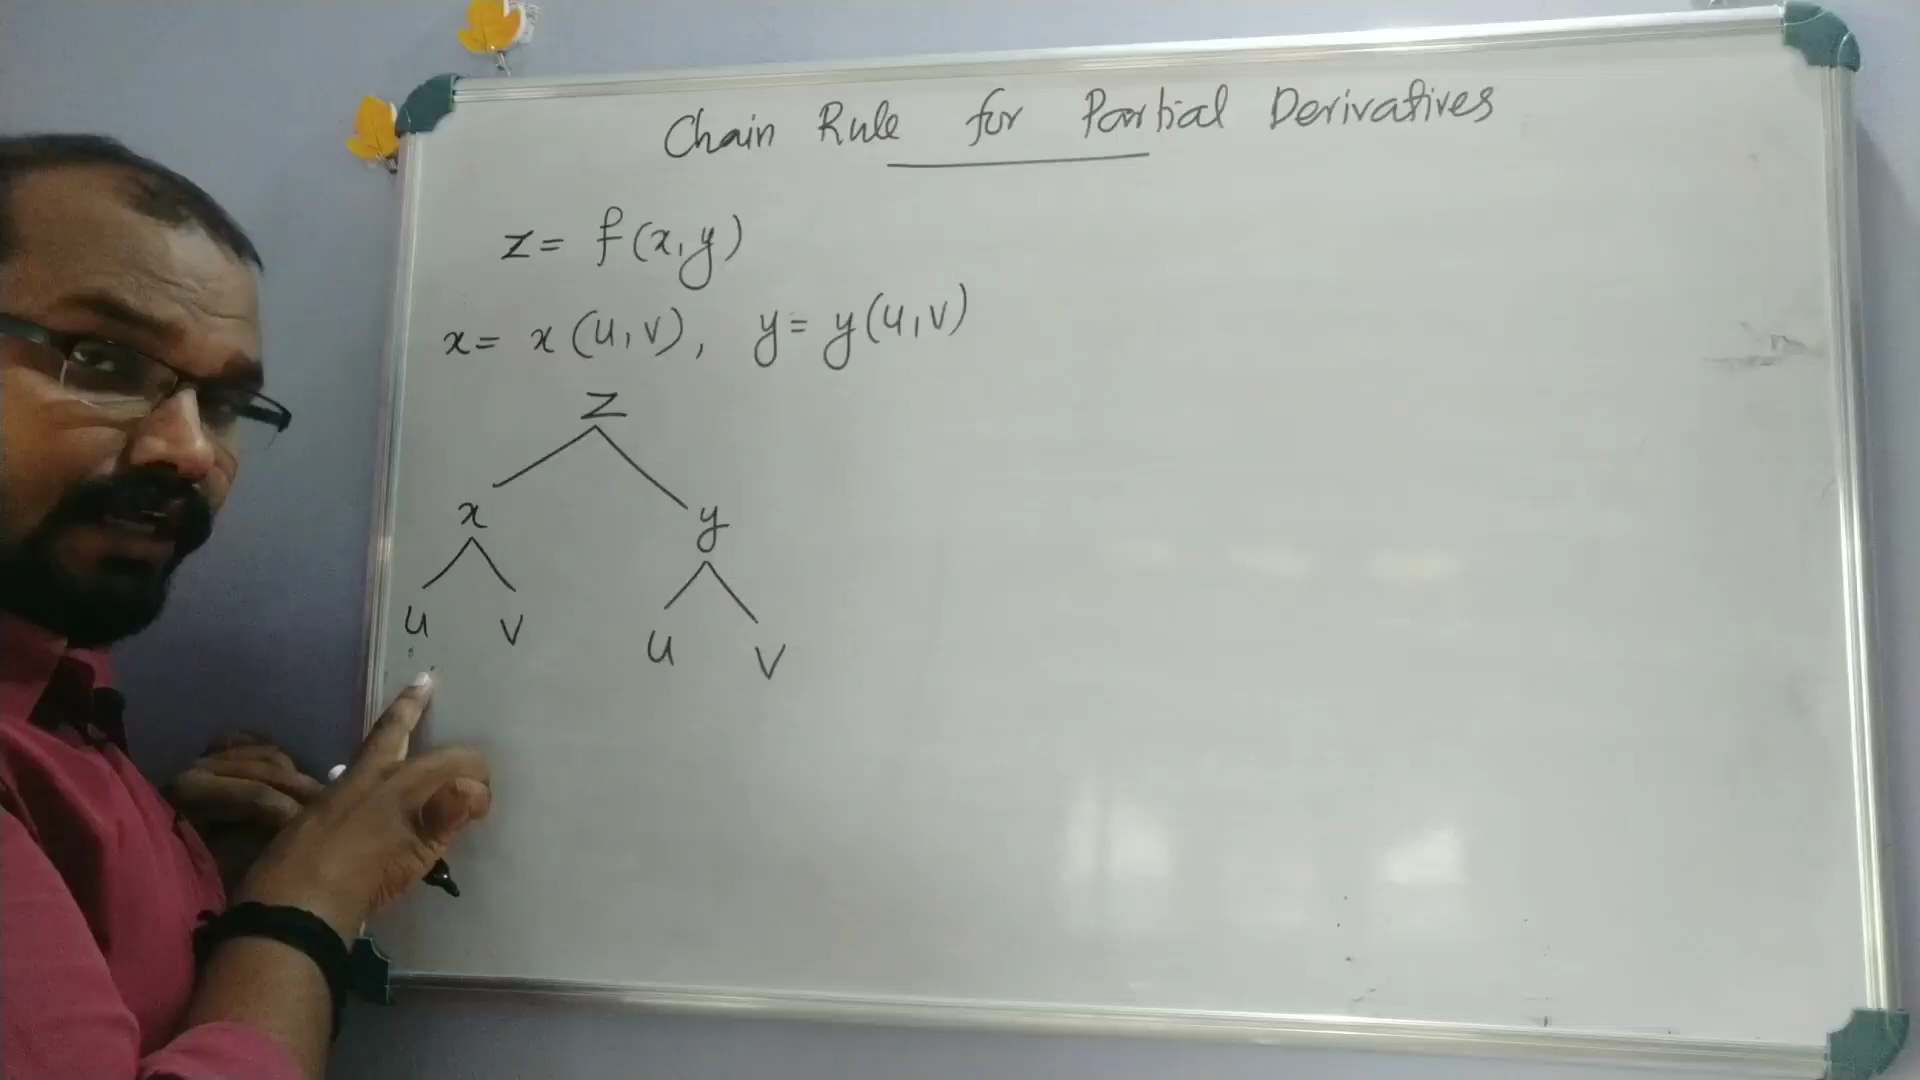 Chain Rule for Partial Derivatives
z = f(x,y)
x = x(u,v), y = y(u,v)
z
x y
u v u v